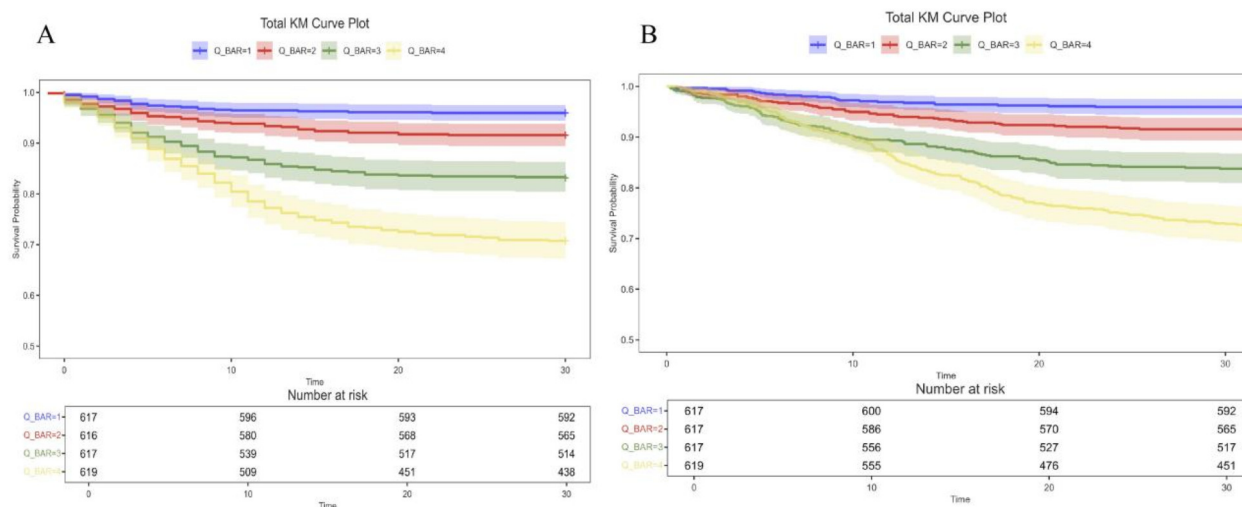 A
Total KM Curve Plot
Q_BAR=1 Q_BAR=2 Q_BAR=3 Q_BAR=4
1.0
0.9
0.8
0.7
0.6
0.5
Survival Probability
0 10 20 30
Time
Number at risk
Q_BAR=1 617 596 593 592
Q_BAR=2 616 580 568 565
Q_BAR=3 617 539 517 514
Q_BAR=4 619 509 451 438
0 10 20 30
Time
B
Total KM Curve Plot
Q_BAR=1 Q_BAR=2 Q_BAR=3 Q_BAR=4
1.0
0.9
0.8
0.7
0.6
0.5
Survival Probability
0 10 20 30
Time
Number at risk
Q_BAR=1 617 600 594 592
Q_BAR=2 617 586 570 565
Q_BAR=3 617 556 527 517
Q_BAR=4 619 555 476 451
0 10 20 30
Time